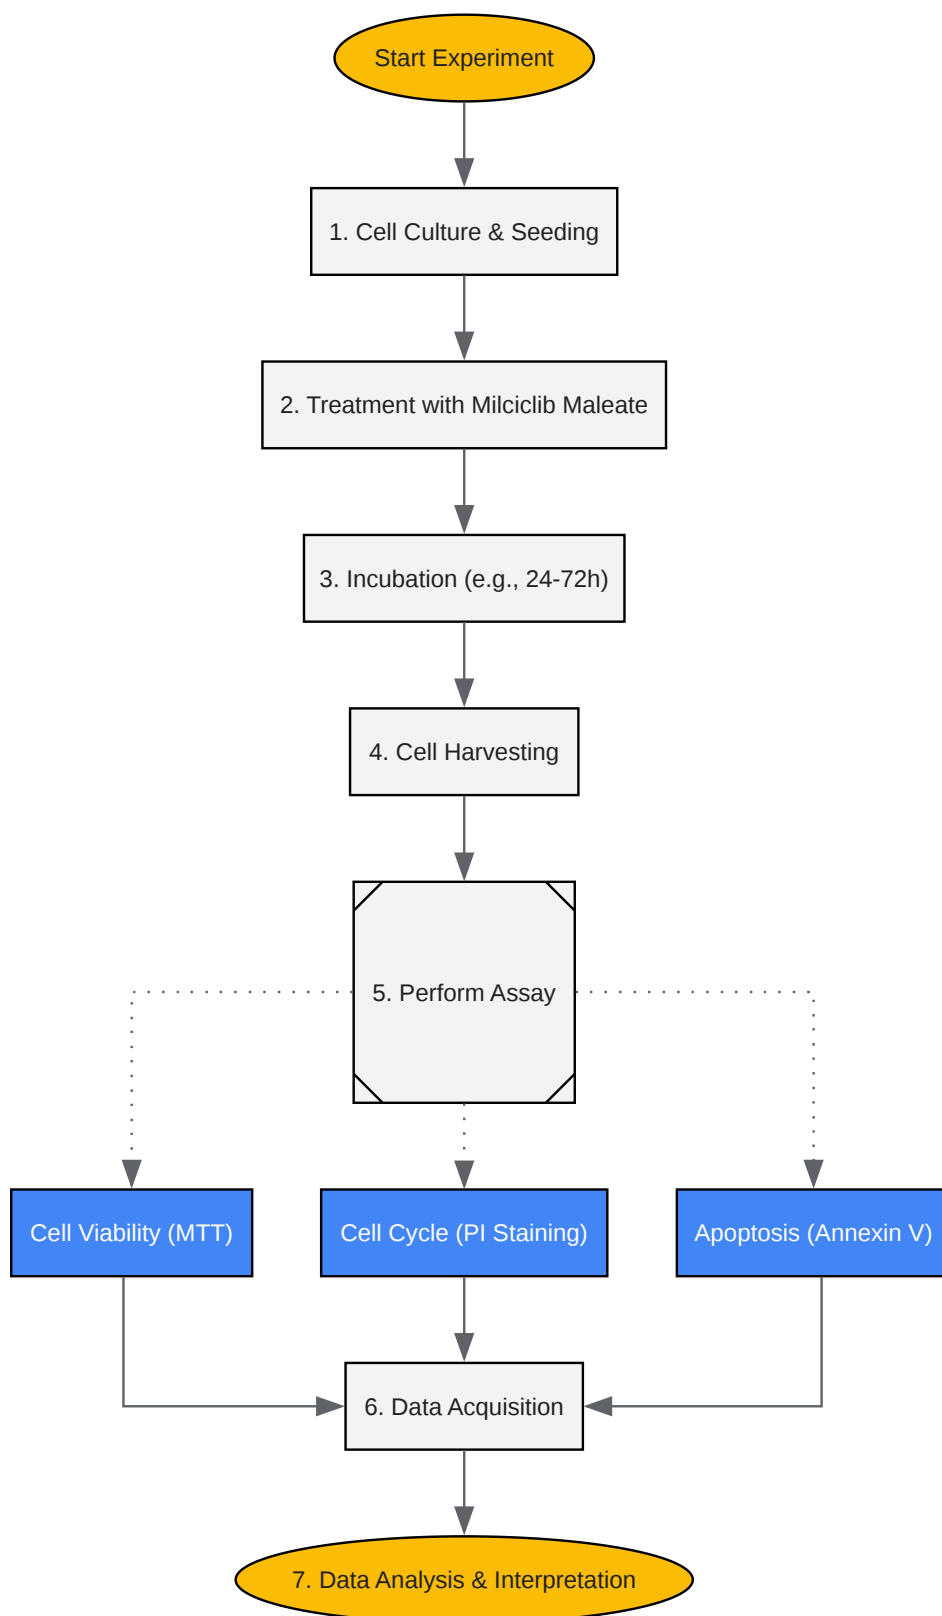 Start Experiment
1. Cell Culture & Seeding
2. Treatment with Milciclib Maleate
3. Incubation (e.g., 24-72h)
4. Cell Harvesting
5. Perform Assay
Cell Viability (MTT)
Cell Cycle (PI Staining)
Apoptosis (Annexin V)
6. Data Acquisition
7. Data Analysis & Interpretation